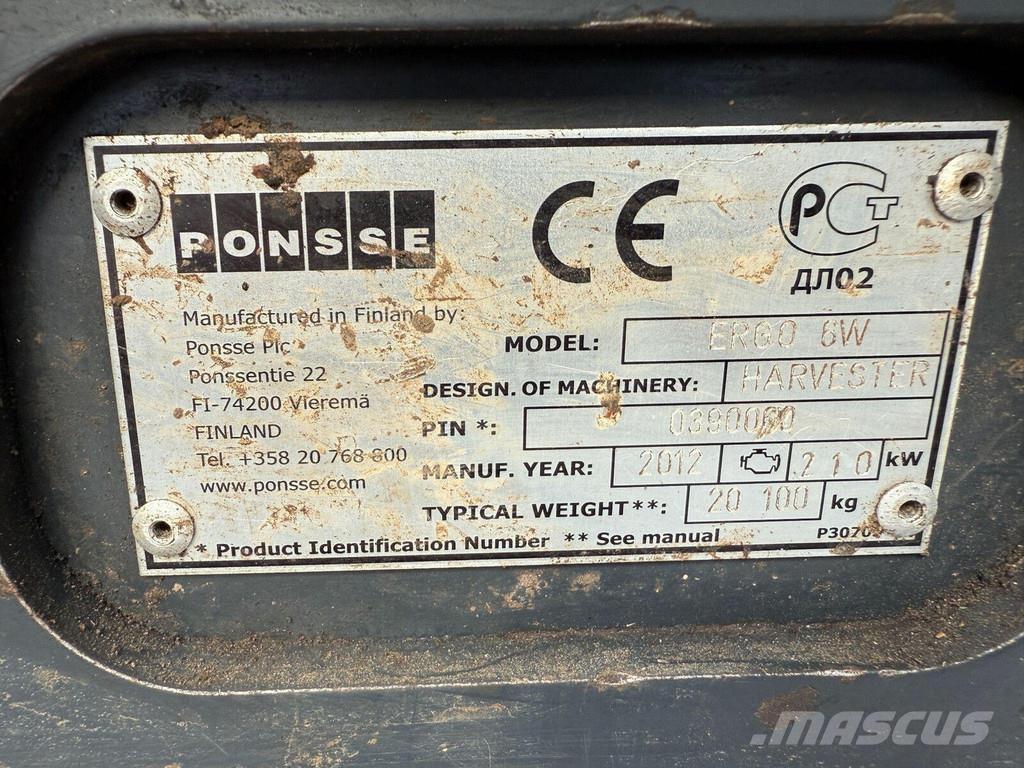 PONSSE
CE
PCT
ДЛ02
Manufactured in Finland by:
Ponsse Plc
Ponssentie 22
FI-74200 Vieremä
FINLAND
Tel. +358 20 768 800
www.ponsse.com
MODEL: ERGO 6W
DESIGN. OF MACHINERY: HARVESTER
PIN *:
MANUF. YEAR: 2012 210 kW
TYPICAL WEIGHT**: 20 100 kg
* Product Identification Number ** See manual
MASCUS